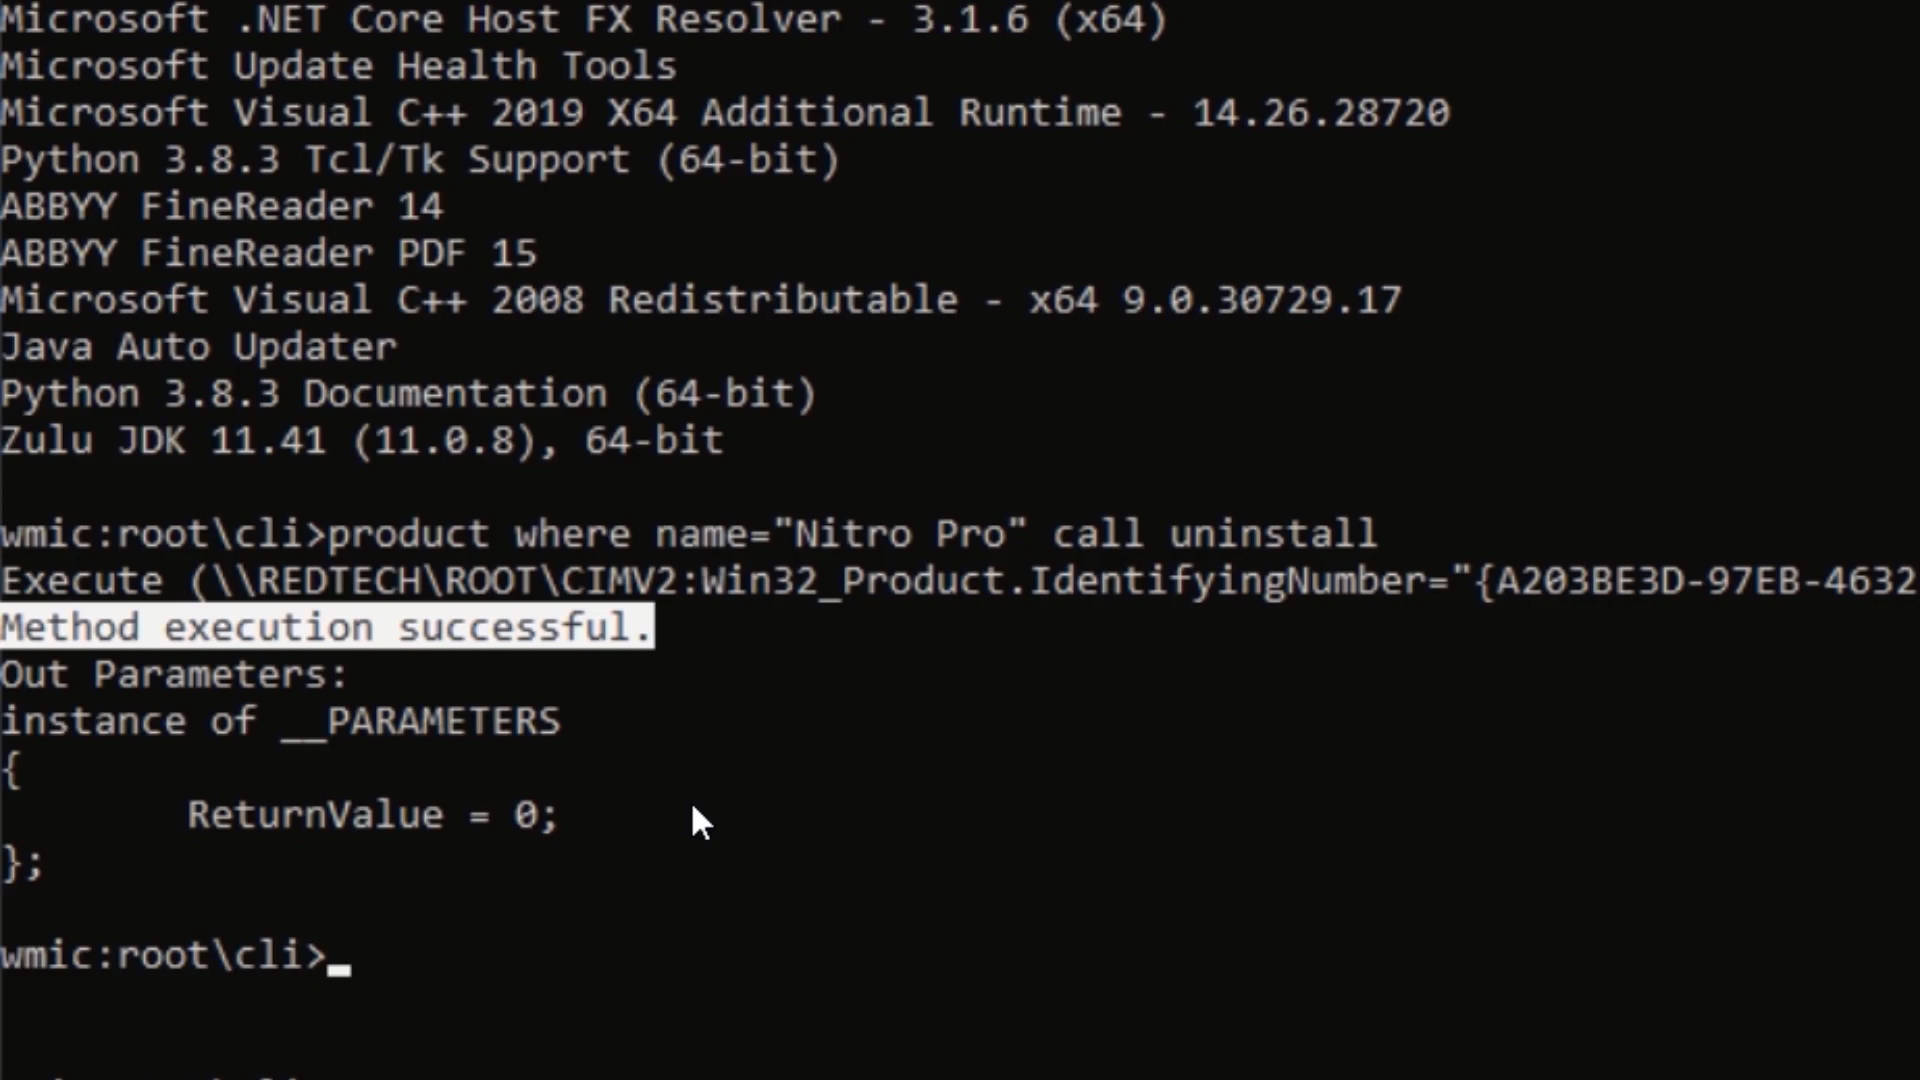 Microsoft .NET Core Host FX Resolver - 3.1.6 (x64)
Microsoft Update Health Tools
Microsoft Visual C++ 2019 X64 Additional Runtime - 14.26.28720
Python 3.8.3 Tcl/Tk Support (64-bit)
ABBYY FineReader 14
ABBYY FineReader PDF 15
Microsoft Visual C++ 2008 Redistributable - x64 9.0.30729.17
Java Auto Updater
Python 3.8.3 Documentation (64-bit)
Zulu JDK 11.41 (11.0.8), 64-bit
wmic:root\cli>product where name="Nitro Pro" call uninstall
Execute (\\REDTECH\ROOT\CIMV2:Win32_Product.IdentifyingNumber="{A203BE3D-97EB-4632
Method execution successful.
Out Parameters:
instance of __PARAMETERS
{
ReturnValue = 0;
};
wmic:root\cli>